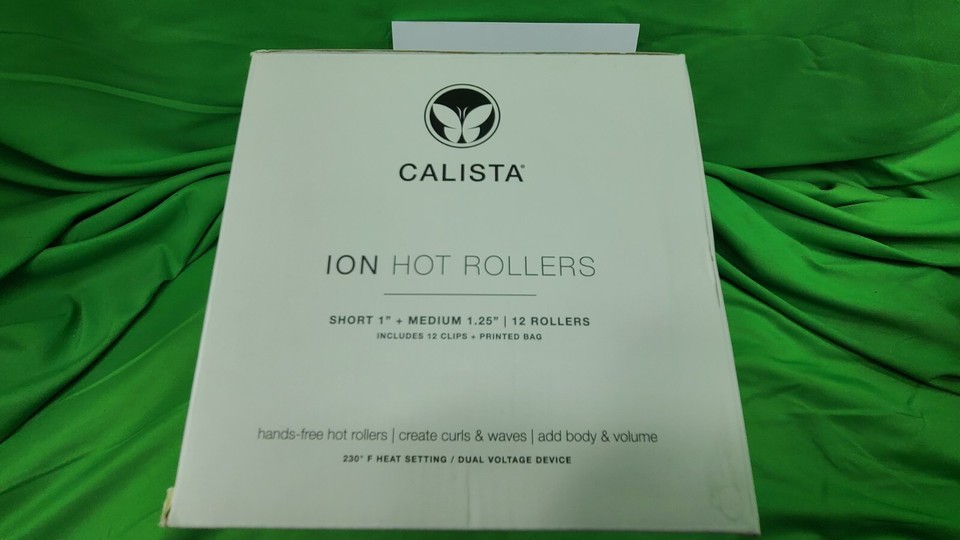 CALISTA®
ION HOT ROLLERS
SHORT 1" + MEDIUM 1.25" | 12 ROLLERS
INCLUDES 12 CLIPS + PRINTED BAG
hands-free hot rollers | create curls & waves | add body & volume
230° F HEAT SETTING / DUAL VOLTAGE DEVICE